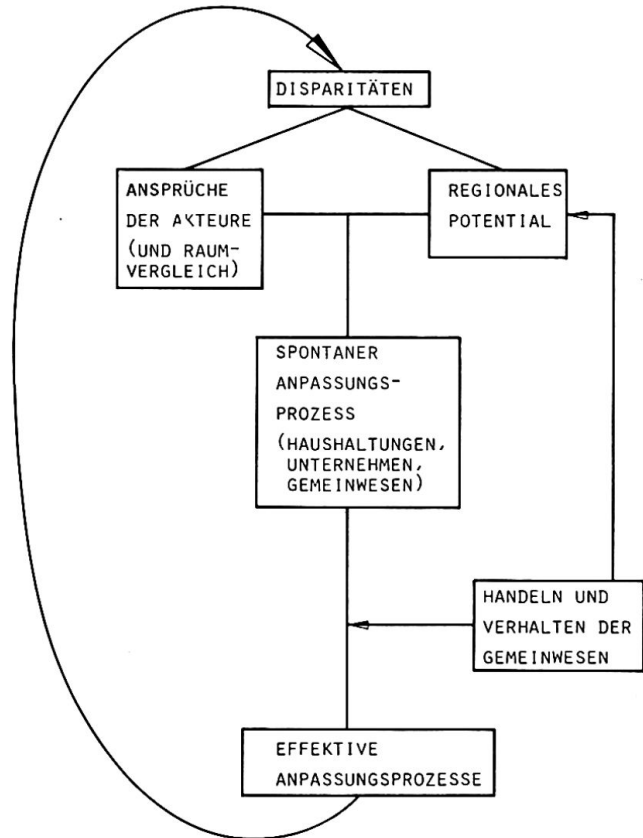 DISPARITÄTEN
ANSPRÜCHE
DER AKTEURE
(UND RAUM-
VERGLEICH)
REGIONALES
POTENTIAL
SPONTANER
ANPASSUNGS-
PROZESS
(HAUSHALTUNGEN,
UNTERNEHMEN,
GEMEINWESEN)
HANDELN UND
VERHALTEN DER
GEMEINWESEN
EFFEKTIVE
ANPASSUNGSPROZESSE